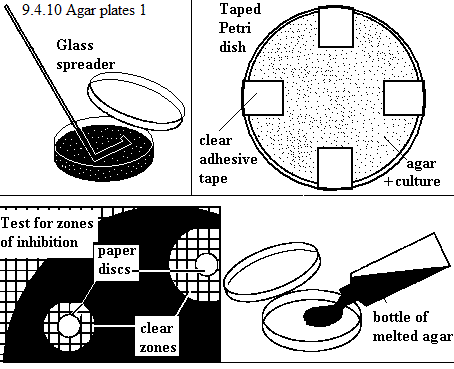 9.4.10 Agar plates 1
Glass
spreader
Taped
Petri
dish
clear
adhesive
tape
agar
+culture
Test for zones
of inhibition
paper
discs
clear
zones
bottle of
melted agar